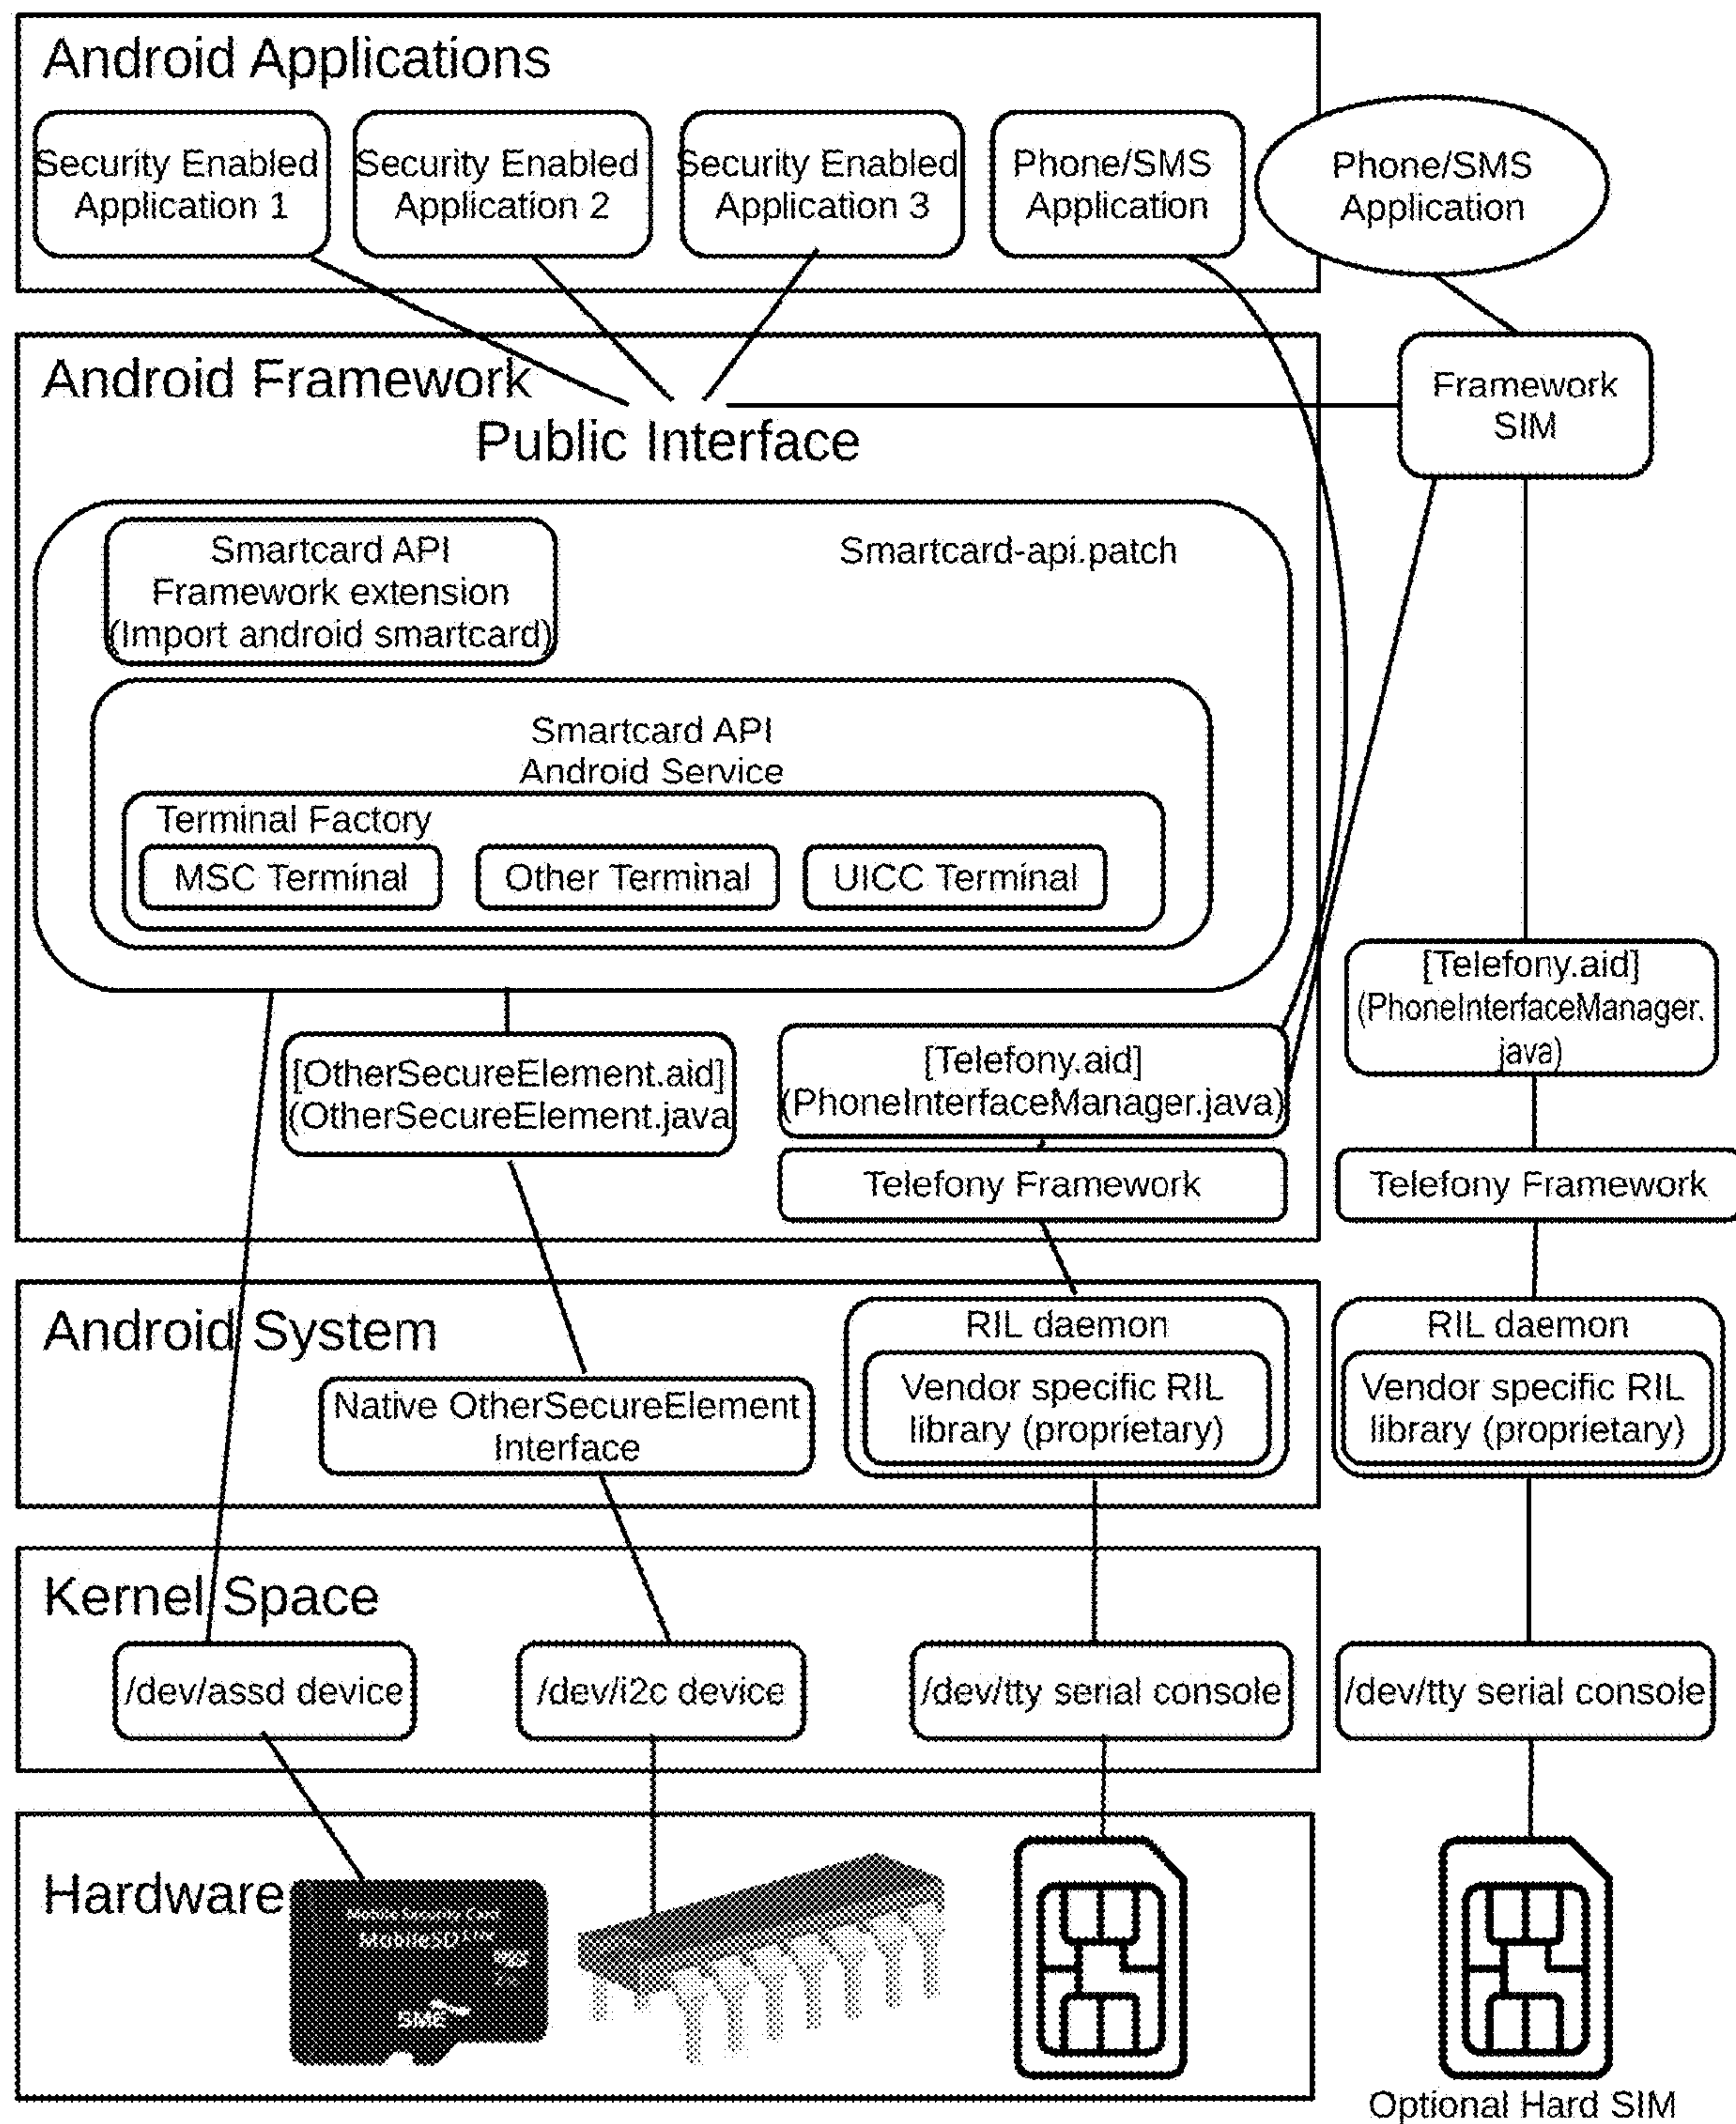 Android Applications
Security Enabled
Application 1
Security Enabled
Application 2
Security Enabled
Application 3
Phone/SMS
Application
Phone/SMS
Application
Android Framework
Public Interface
Framework
SIM
Smartcard API
Framework extension
(Import android smartcard)
Smartcard-api.patch
Smartcard API
Android Service
Terminal Factory
MSC Terminal
Other Terminal
UICC Terminal
[OtherSecureElement.aid]
(OtherSecureElement.java
[Telefony.aid]
(PhoneInterfaceManager.java)
[Telefony.aid]
(PhoneInterfaceManager.
java)
Telefony Framework
Telefony Framework
Android System
Native OtherSecureElement
Interface
RIL daemon
Vendor specific RIL
library (proprietary)
RIL daemon
Vendor specific RIL
library (proprietary)
Kernel Space
/dev/assd device
/dev/i2c device
/dev/tty serial console
/dev/tty serial console
Hardware
Mobile Security Card
MobileSD
Optional Hard SIM